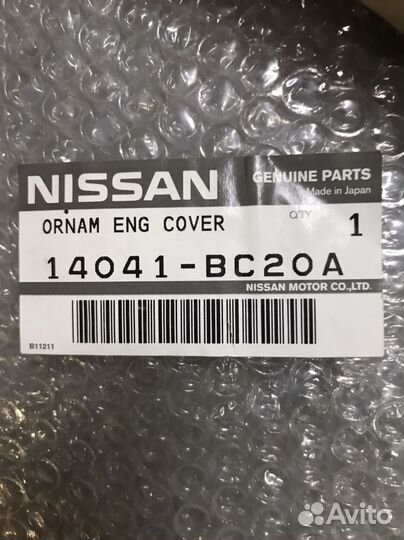 NISSAN GENUINE PARTS
Made in Japan
ORNAM ENG COVER QTY 1
14041-BC20A
NISSAN MOTOR CO.,LTD.
B11211
Avito